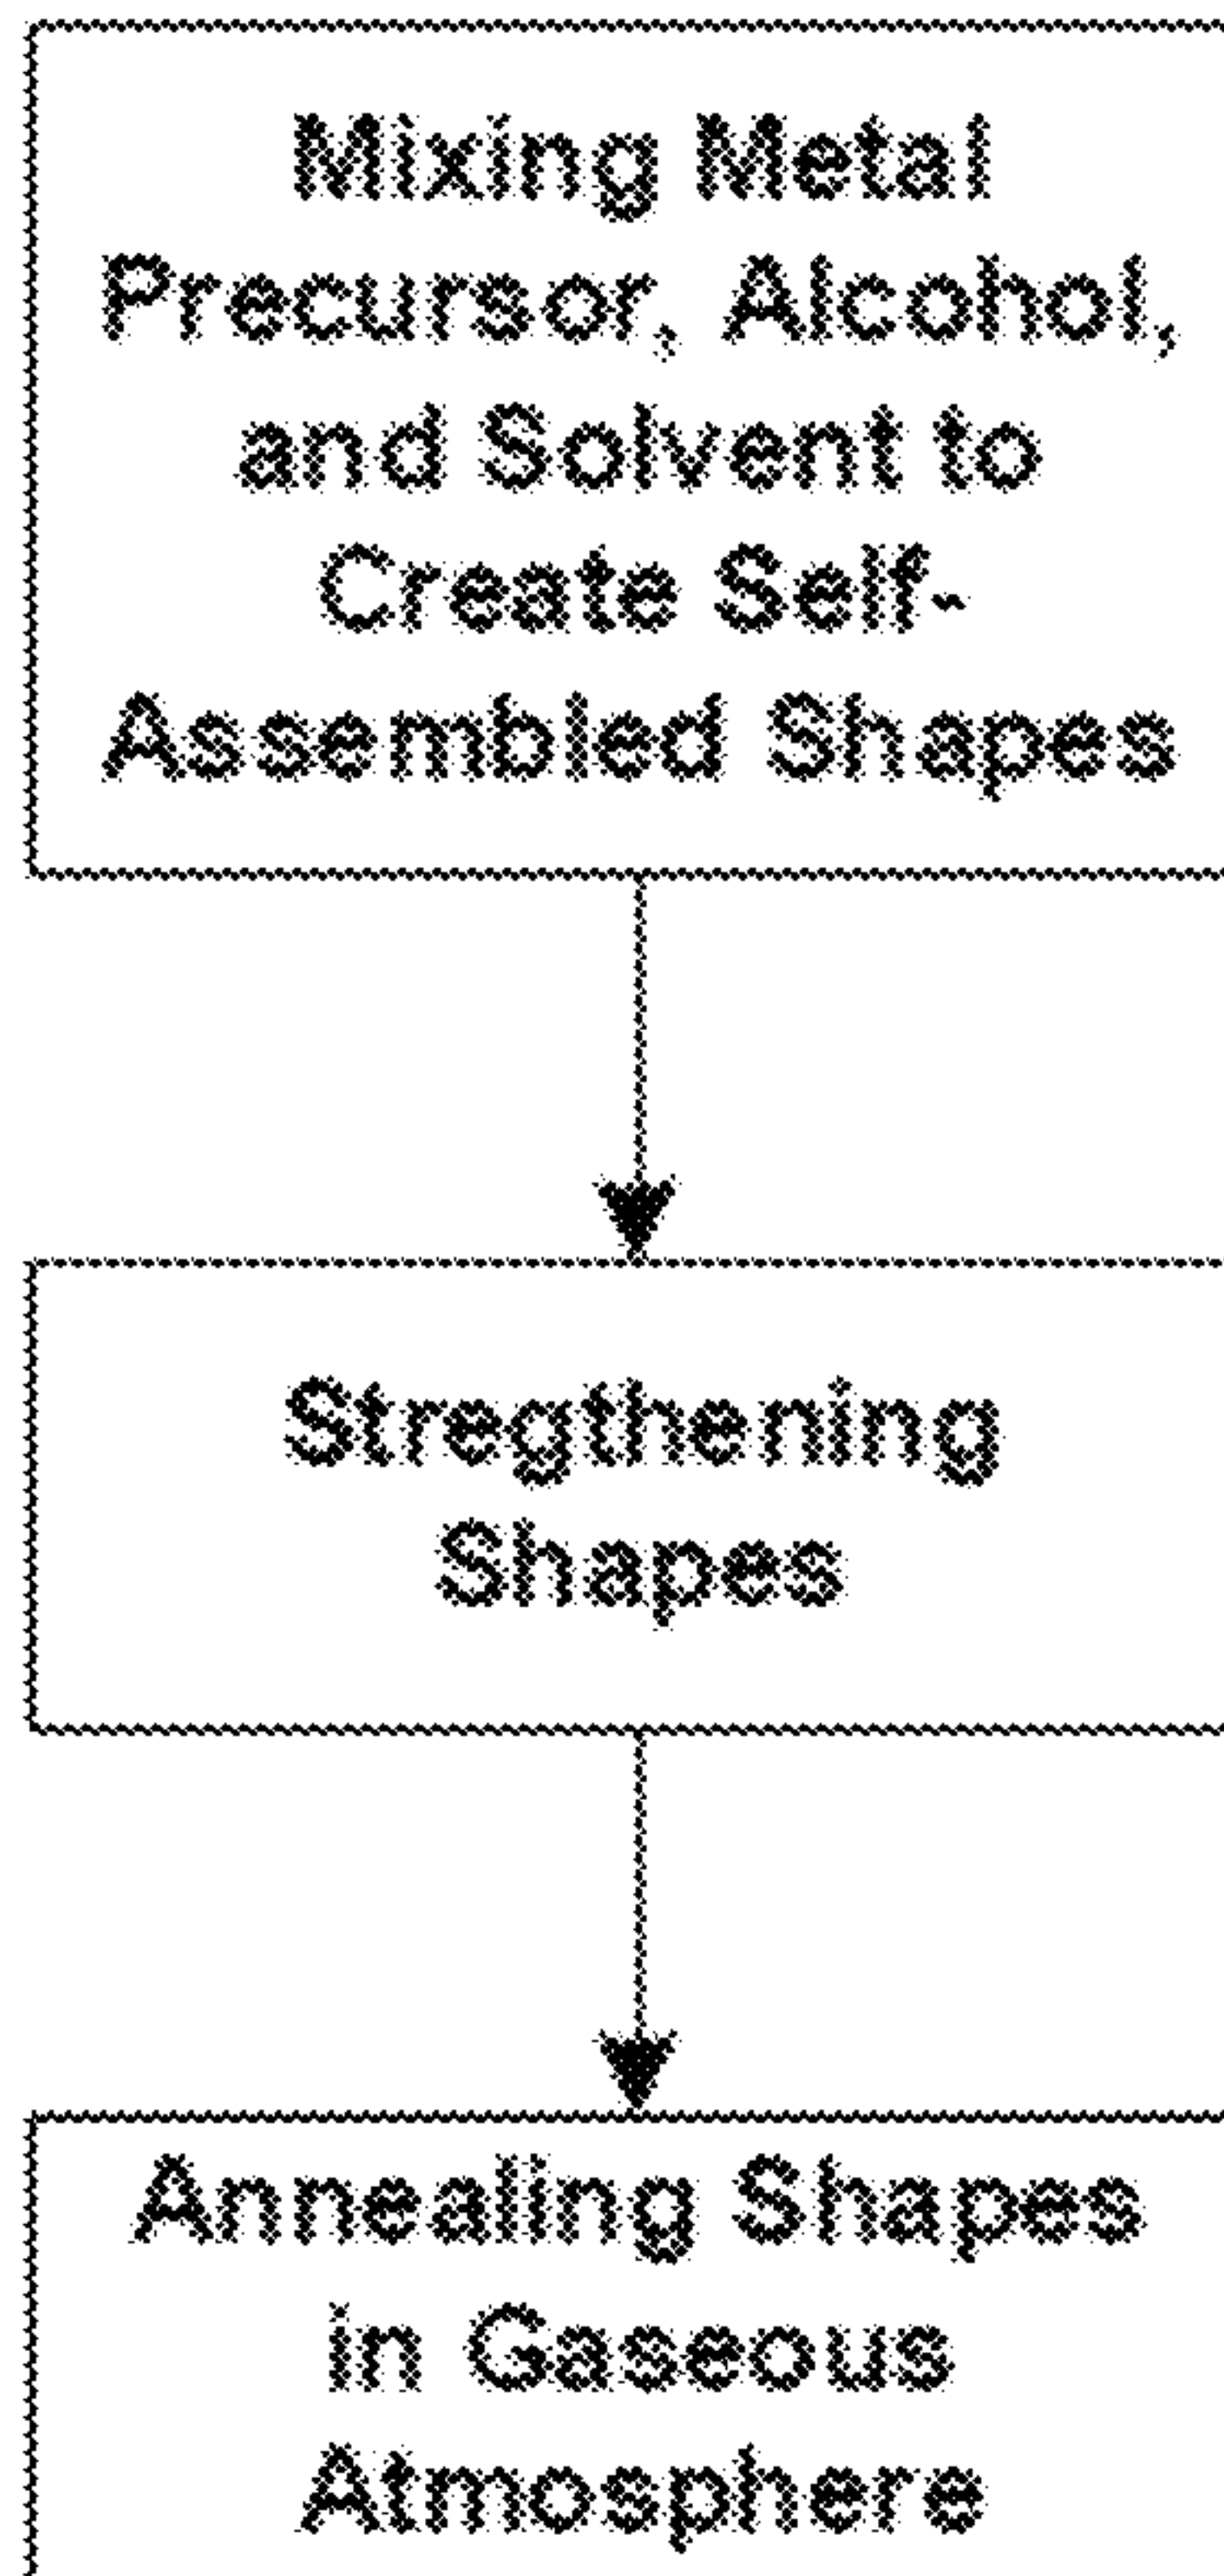 Mixing Metal
Precursor, Alcohol,
and Solvent to
Create Self-
Assembled Shapes
Stregthening
Shapes
Annealing Shapes
in Gaseous
Atmosphere